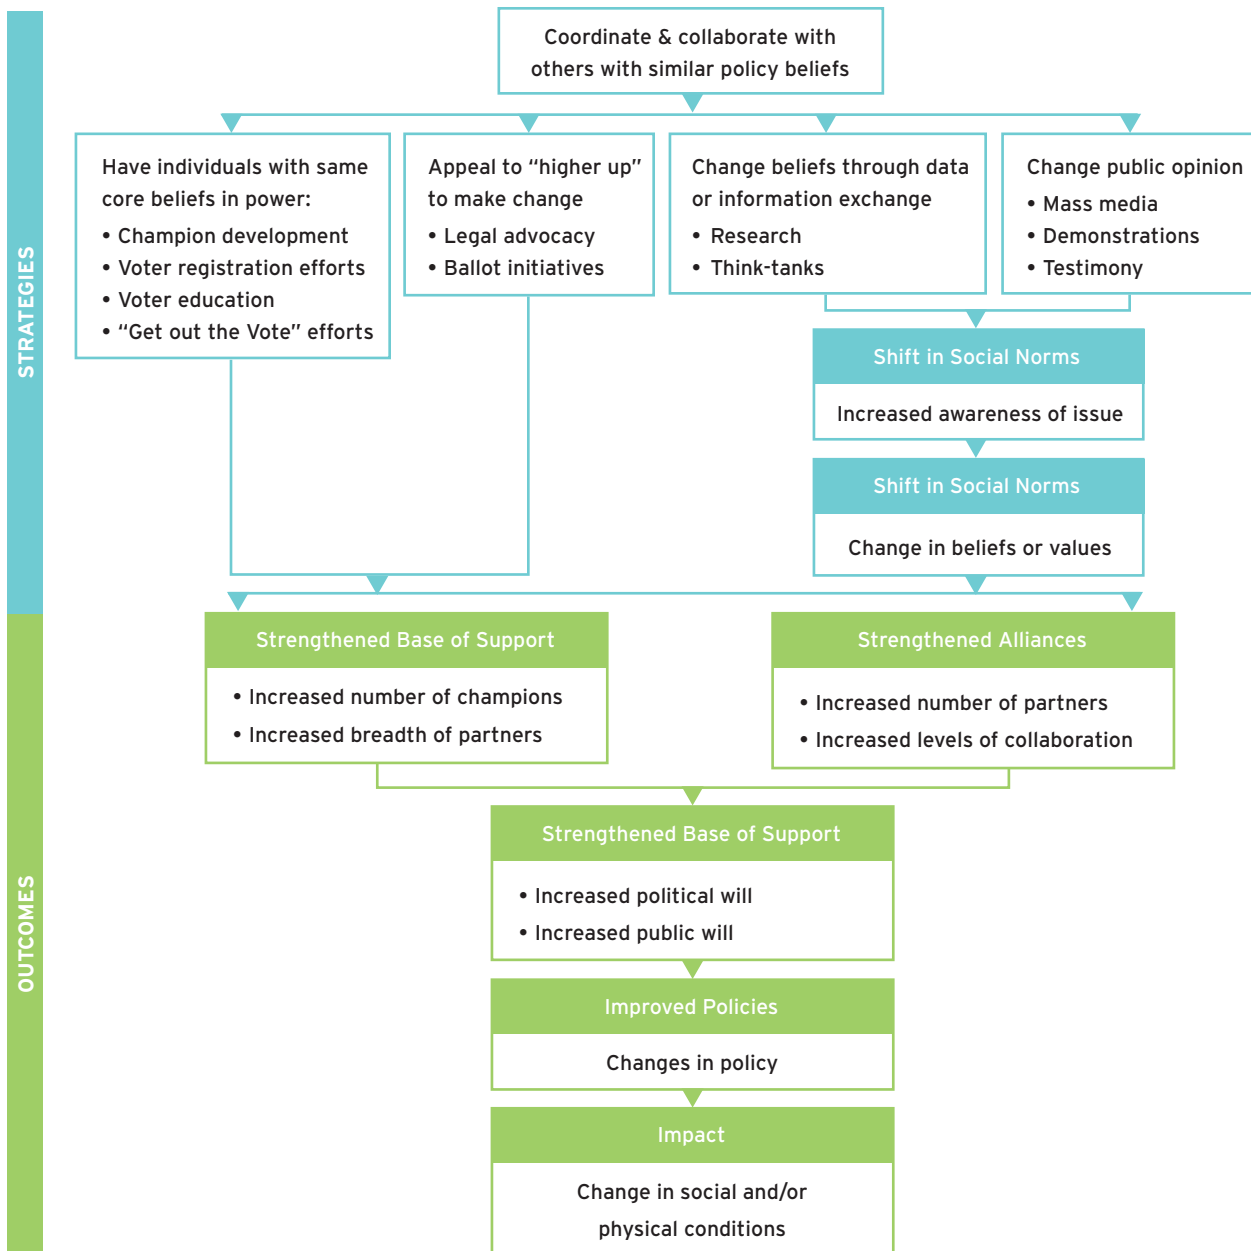 STRATEGIES
Coordinate & collaborate with
others with similar policy beliefs
Have individuals with same
core beliefs in power:
• Champion development
• Voter registration efforts
• Voter education
• “Get out the Vote” efforts
Appeal to “higher up”
to make change
• Legal advocacy
• Ballot initiatives
Change beliefs through data
or information exchange
• Research
• Think-tanks
Change public opinion
• Mass media
• Demonstrations
• Testimony
Shift in Social Norms
Increased awareness of issue
Shift in Social Norms
Change in beliefs or values
OUTCOMES
Strengthened Base of Support
• Increased number of champions
• Increased breadth of partners
Strengthened Alliances
• Increased number of partners
• Increased levels of collaboration
Strengthened Base of Support
• Increased political will
• Increased public will
Improved Policies
Changes in policy
Impact
Change in social and/or
physical conditions